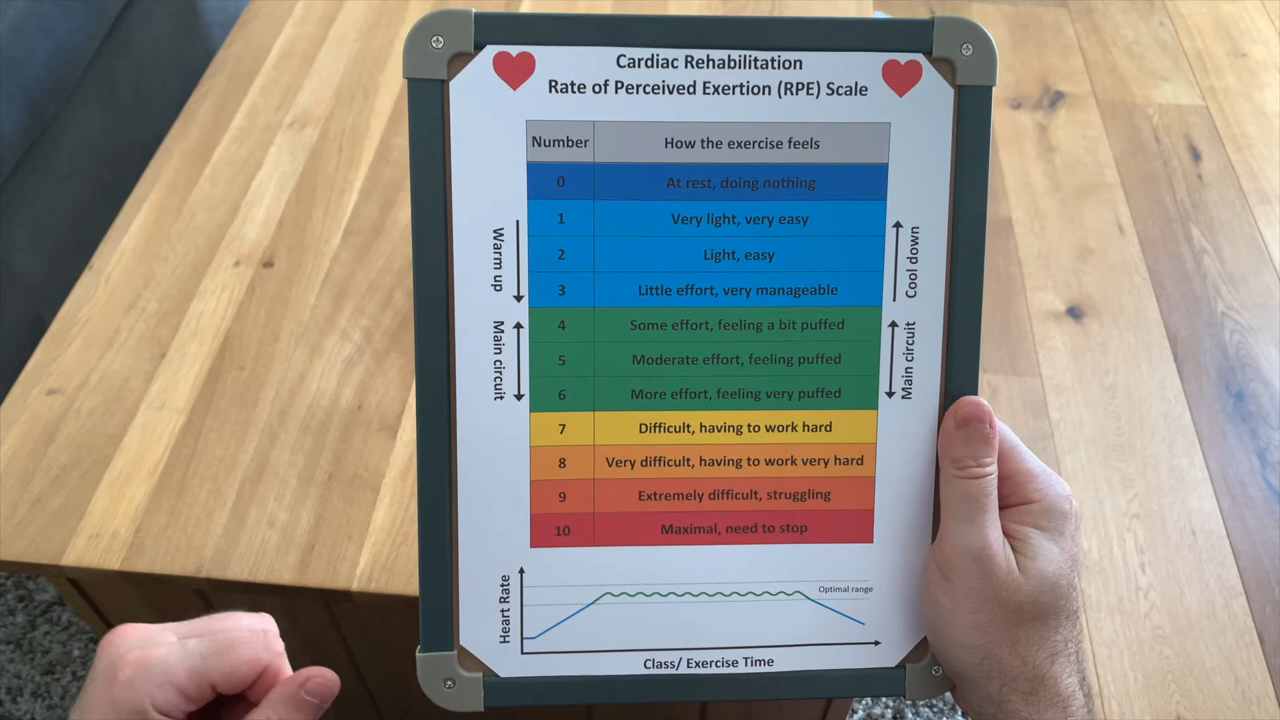 Cardiac Rehabilitation
Rate of Perceived Exertion (RPE) Scale
Number How the exercise feels
0 At rest, doing nothing
1 Very light, very easy
2 Light, easy
3 Little effort, very manageable
4 Some effort, feeling a bit puffed
5 Moderate effort, feeling puffed
6 More effort, feeling very puffed
7 Difficult, having to work hard
8 Very difficult, having to work very hard
9 Extremely difficult, struggling
10 Maximal, need to stop
Warm up
Main circuit
Cool down
Main circuit
Heart Rate
Optimal range
Class/ Exercise Time